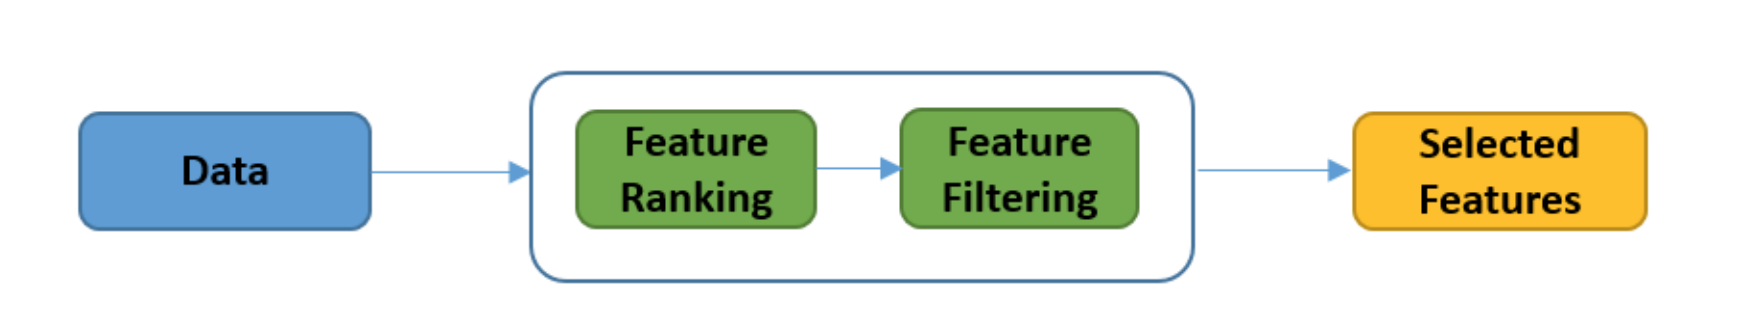 Data
Feature
Ranking
Feature
Filtering
Selected
Features